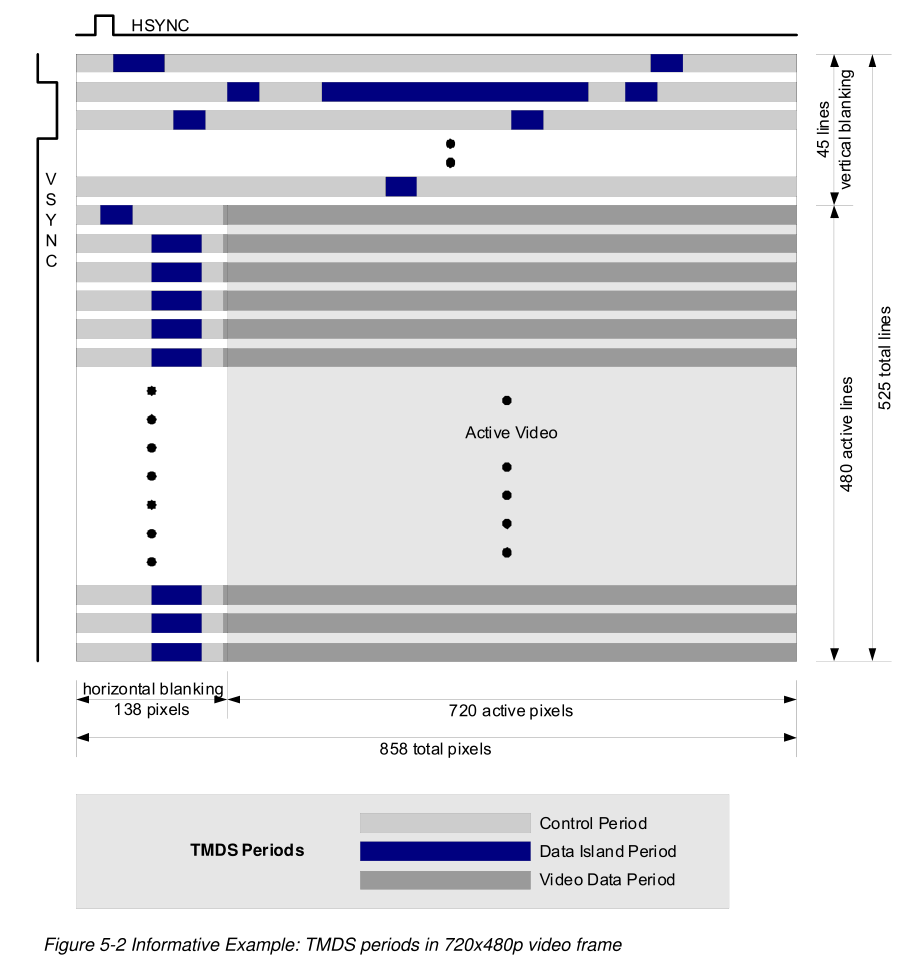 HSYNC
45 lines
vertical blanking
V
S
Y
N
C
525 total lines
480 active lines
Active Video
horizontal blanking
138 pixels
720 active pixels
858 total pixels
TMDS Periods
Control Period
Data Island Period
Video Data Period
Figure 5-2 Informative Example: TMDS periods in 720x480p video frame